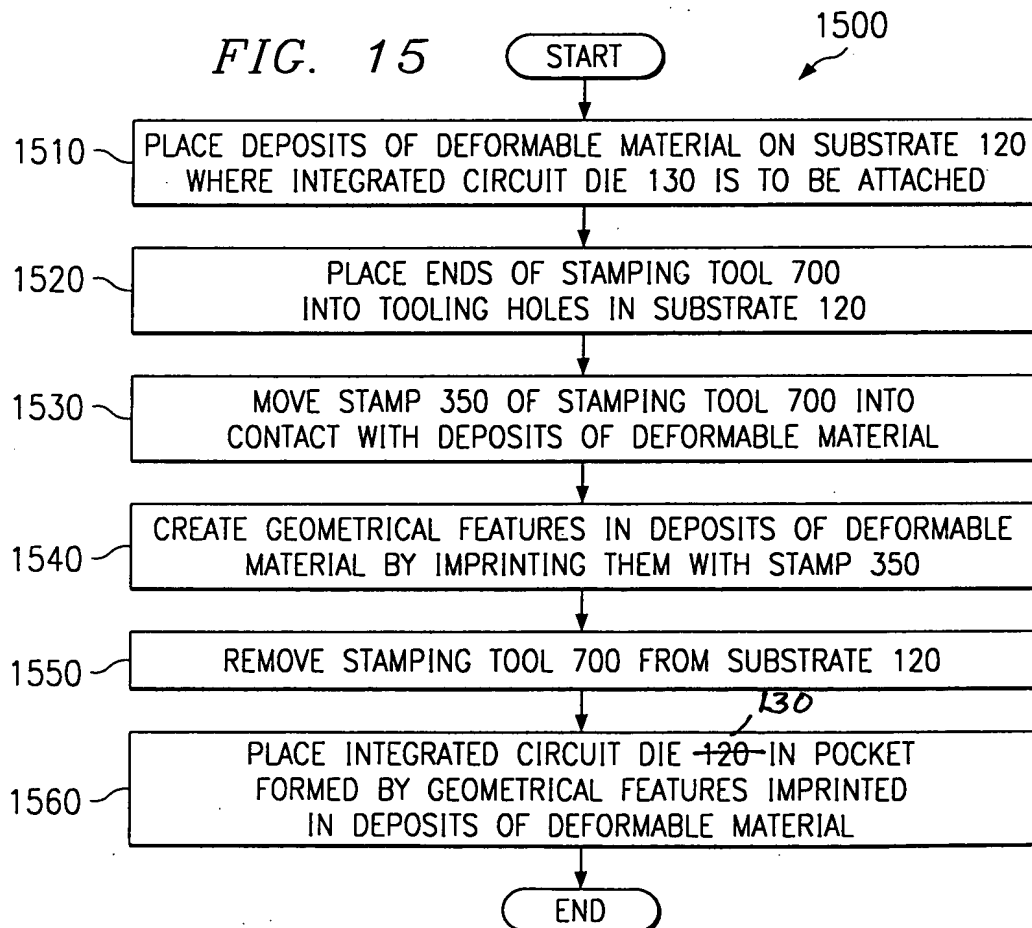 FIG. 15
1500
START
1510
PLACE DEPOSITS OF DEFORMABLE MATERIAL ON SUBSTRATE 120
WHERE INTEGRATED CIRCUIT DIE 130 IS TO BE ATTACHED
1520
PLACE ENDS OF STAMPING TOOL 700
INTO TOOLING HOLES IN SUBSTRATE 120
1530
MOVE STAMP 350 OF STAMPING TOOL 700 INTO
CONTACT WITH DEPOSITS OF DEFORMABLE MATERIAL
1540
CREATE GEOMETRICAL FEATURES IN DEPOSITS OF DEFORMABLE
MATERIAL BY IMPRINTING THEM WITH STAMP 350
1550
REMOVE STAMPING TOOL 700 FROM SUBSTRATE 120
130
1560
PLACE INTEGRATED CIRCUIT DIE 120 IN POCKET
FORMED BY GEOMETRICAL FEATURES IMPRINTED
IN DEPOSITS OF DEFORMABLE MATERIAL
END